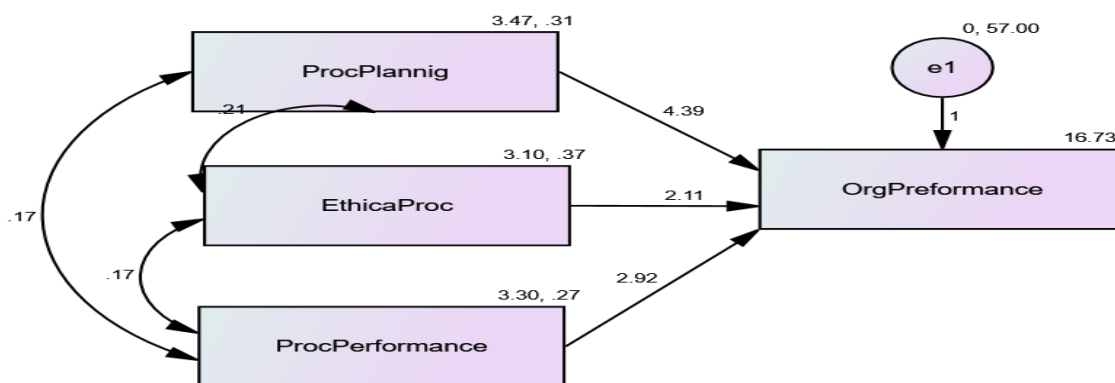 3.47, .31
0, 57.00
ProcPlannig
e1
.21
4.39
1
3.10, .37
16.73
EthicaProc
2.11
OrgPreformance
.17
.17
2.92
3.30, .27
ProcPerformance